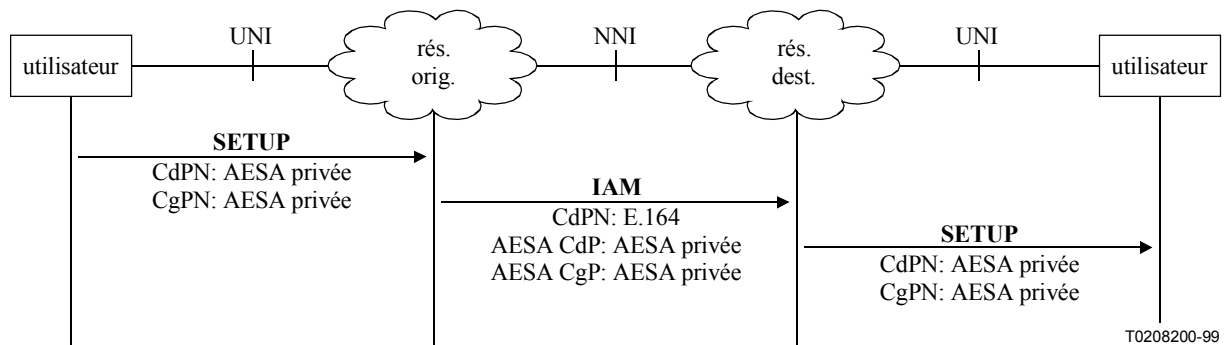 UNI
NNI
UNI
utilisateur
rés.
orig.
rés.
dest.
utilisateur
SETUP
CdPN: AESA privée
CgPN: AESA privée
IAM
CdPN: E.164
AESA CdP: AESA privée
AESA CgP: AESA privée
SETUP
CdPN: AESA privée
CgPN: AESA privée
T0208200-99